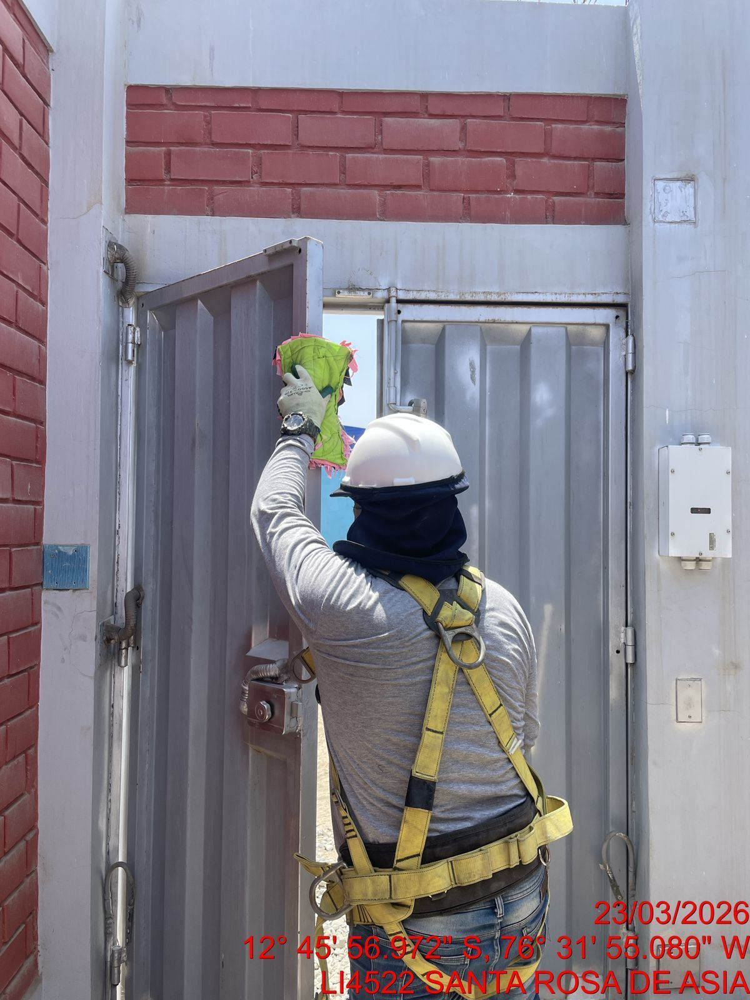 23/03/2026
12° 45' 56.972" S, 76° 31' 55.080" W
LI4522 SANTA ROSA DE ASIA